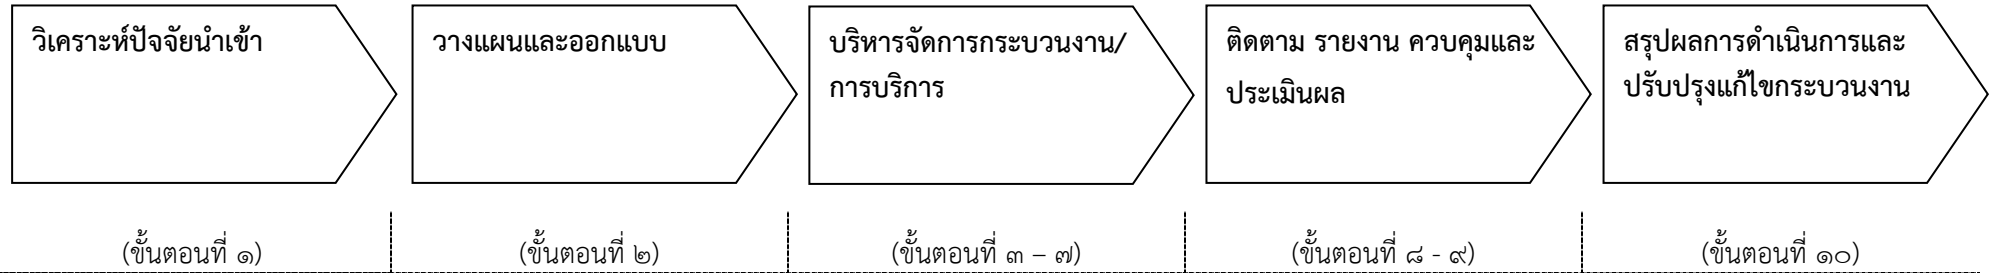 วิเคราะห์ปัจจัยนำเข้า
วางแผนและออกแบบ
บริหารจัดการกระบวนงาน/
การบริการ
ติดตาม รายงาน ควบคุมและ
ประเมินผล
สรุปผลการดำเนินการและ
ปรับปรุงแก้ไขกระบวนงาน
(ขั้นตอนที่ ๑)
(ขั้นตอนที่ ๒)
(ขั้นตอนที่ ๓ – ๗)
(ขั้นตอนที่ ๘ - ๙)
(ขั้นตอนที่ ๑๐)